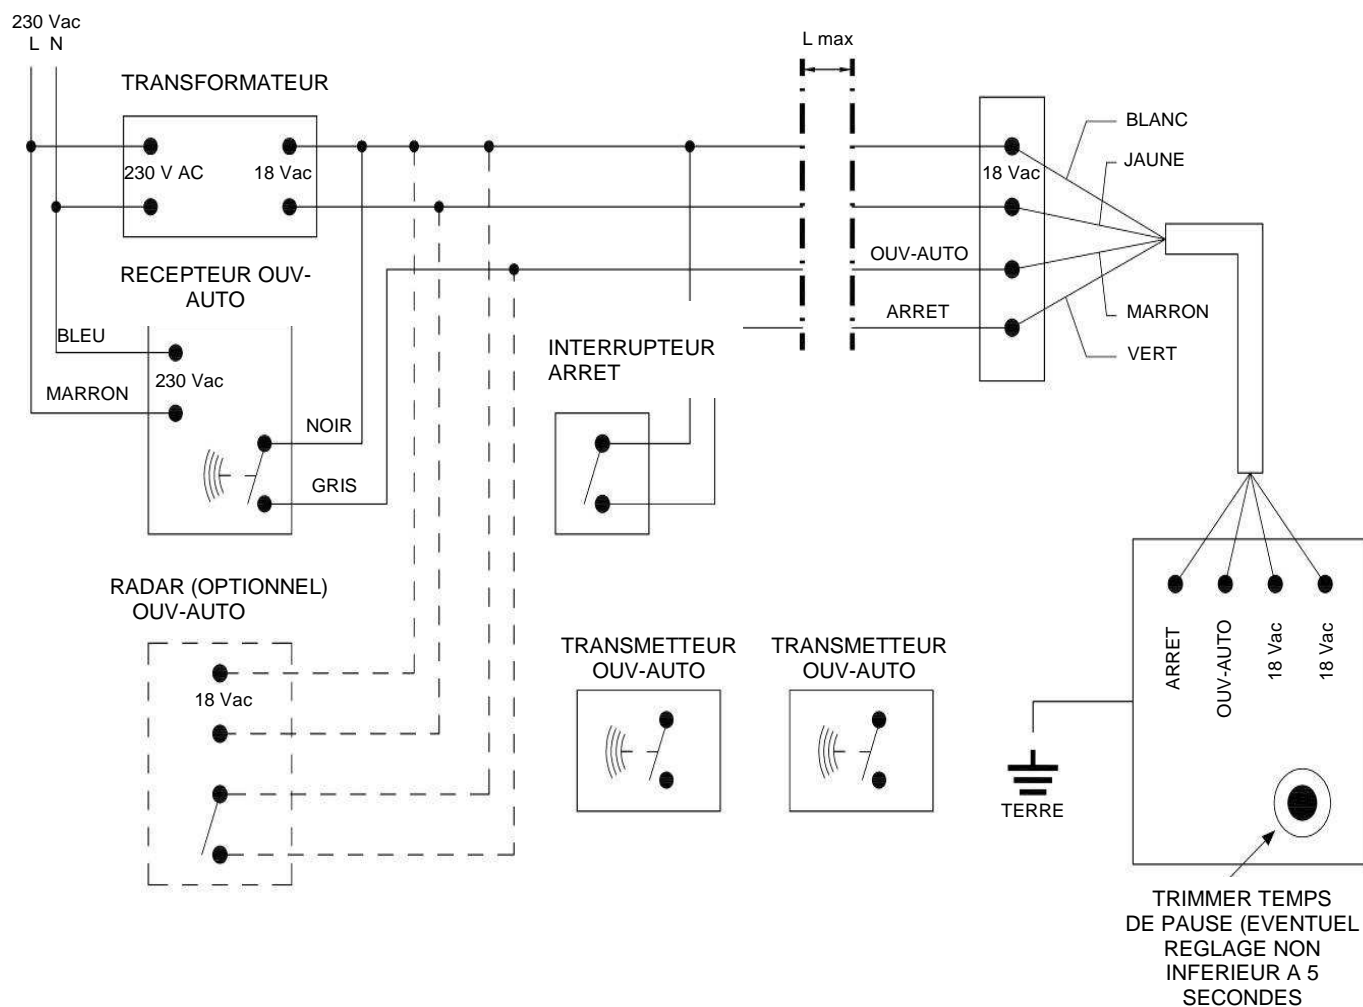 230 Vac
L N
TRANSFORMATEUR
230 V AC
18 Vac
L max
18 Vac
BLANC
JAUNE
OUV-AUTO
ARRET
MARRON
VERT
RECEPTEUR OUV-
AUTO
BLEU
230 Vac
MARRON
NOIR
GRIS
INTERRUPTEUR
ARRET
RADAR (OPTIONNEL)
OUV-AUTO
18 Vac
TRANSMETTEUR
OUV-AUTO
TRANSMETTEUR
OUV-AUTO
TERRE
ARRET
OUV-AUTO
18 Vac
18 Vac
TRIMMER TEMPS
DE PAUSE (EVENTUEL
REGLAGE NON
INFERIEUR A 5
SECONDES